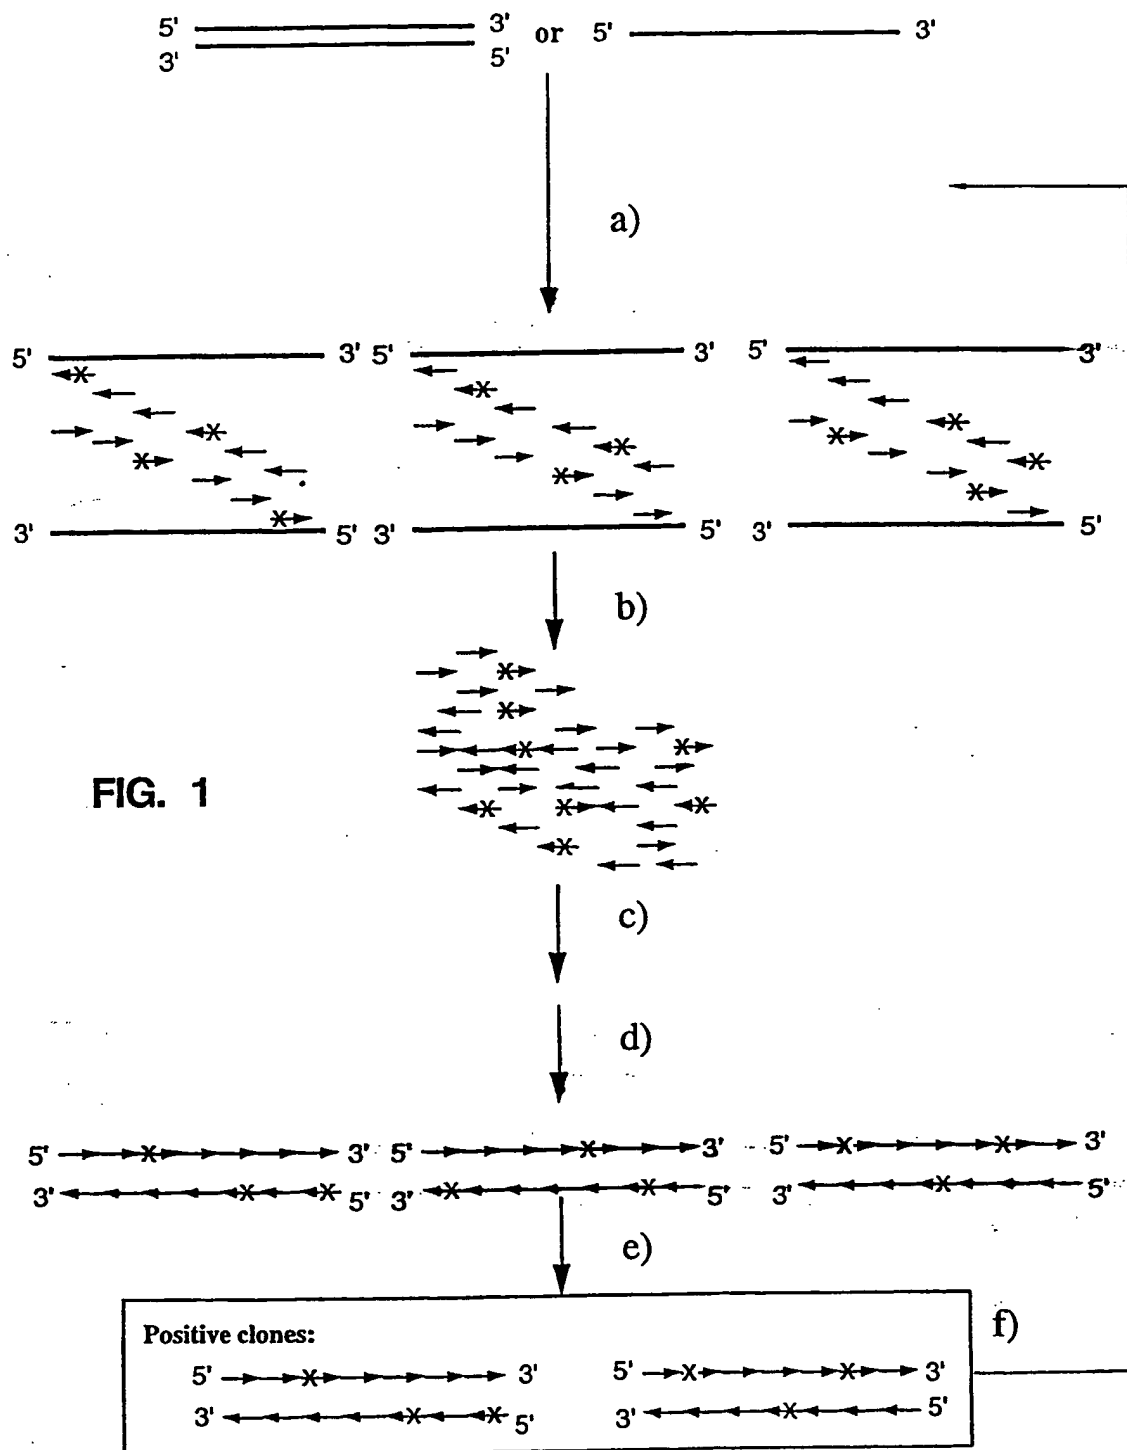 5' 3' or 5' 3'
3' 5'
a)
5' 3' 5' 3' 5' 3'
3' 5' 3' 5' 3' 5'
b)
FIG. 1
c)
d)
5' 3' 5' 3' 5' 3'
3' 5' 3' 5' 3' 5'
e)
Positive clones:
f)
5' 3' 5' 3'
3' 5' 3' 5'